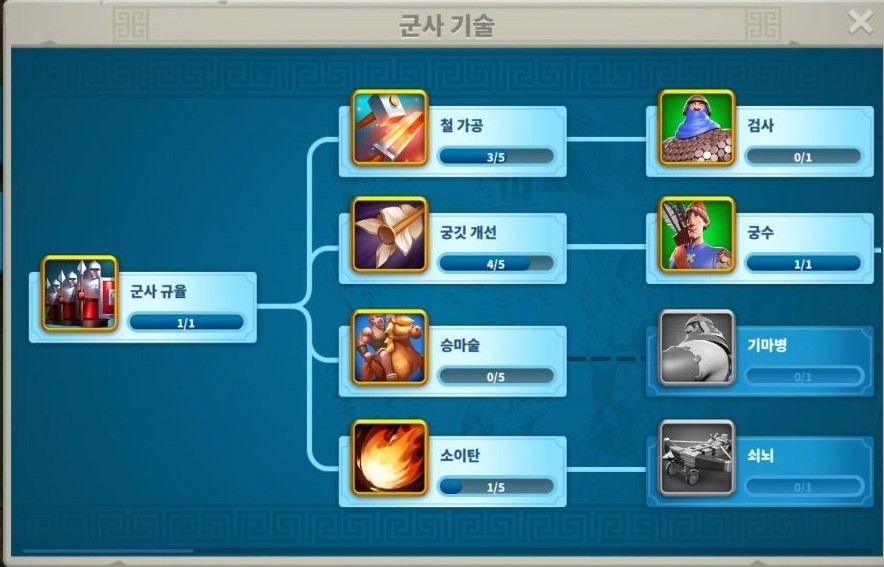 군사 기술
철 가공
3/5
검사
0/1
궁깃 개선
4/5
궁수
1/1
군사 규율
1/1
승마술
0/5
기마병
0/1
소이탄
1/5
쇠뇌
0/1